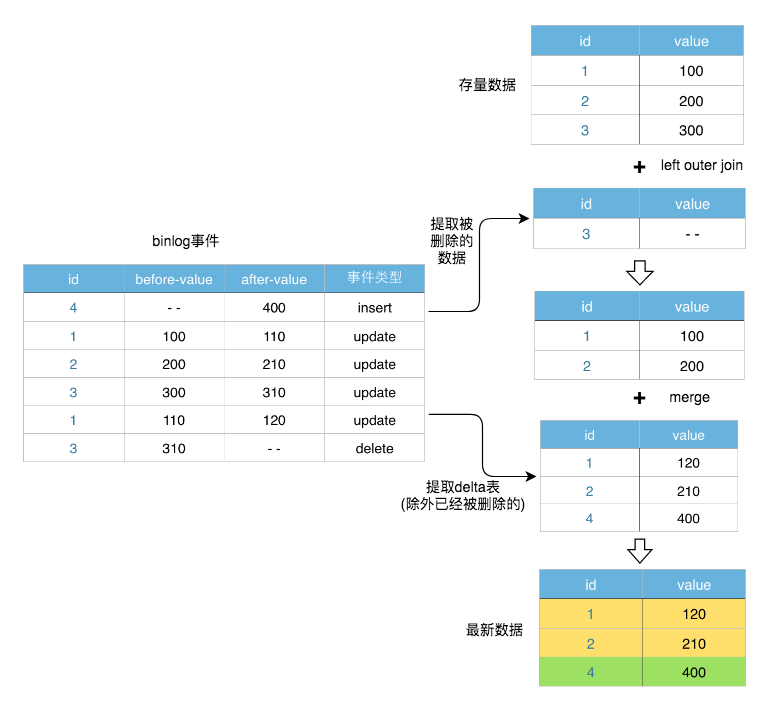 id value
存量数据
1 100
2 200
3 300
+ left outer join
id value
3 - -
提取被
删除的
数据
binlog事件
id before-value after-value 事件类型
4 - - 400 insert
1 100 110 update
2 200 210 update
3 300 310 update
1 110 120 update
3 310 - - delete
id value
1 100
2 200
+ merge
提取delta表
(除外已经被删除的)
id value
1 120
2 210
4 400
最新数据
id value
1 120
2 210
4 400